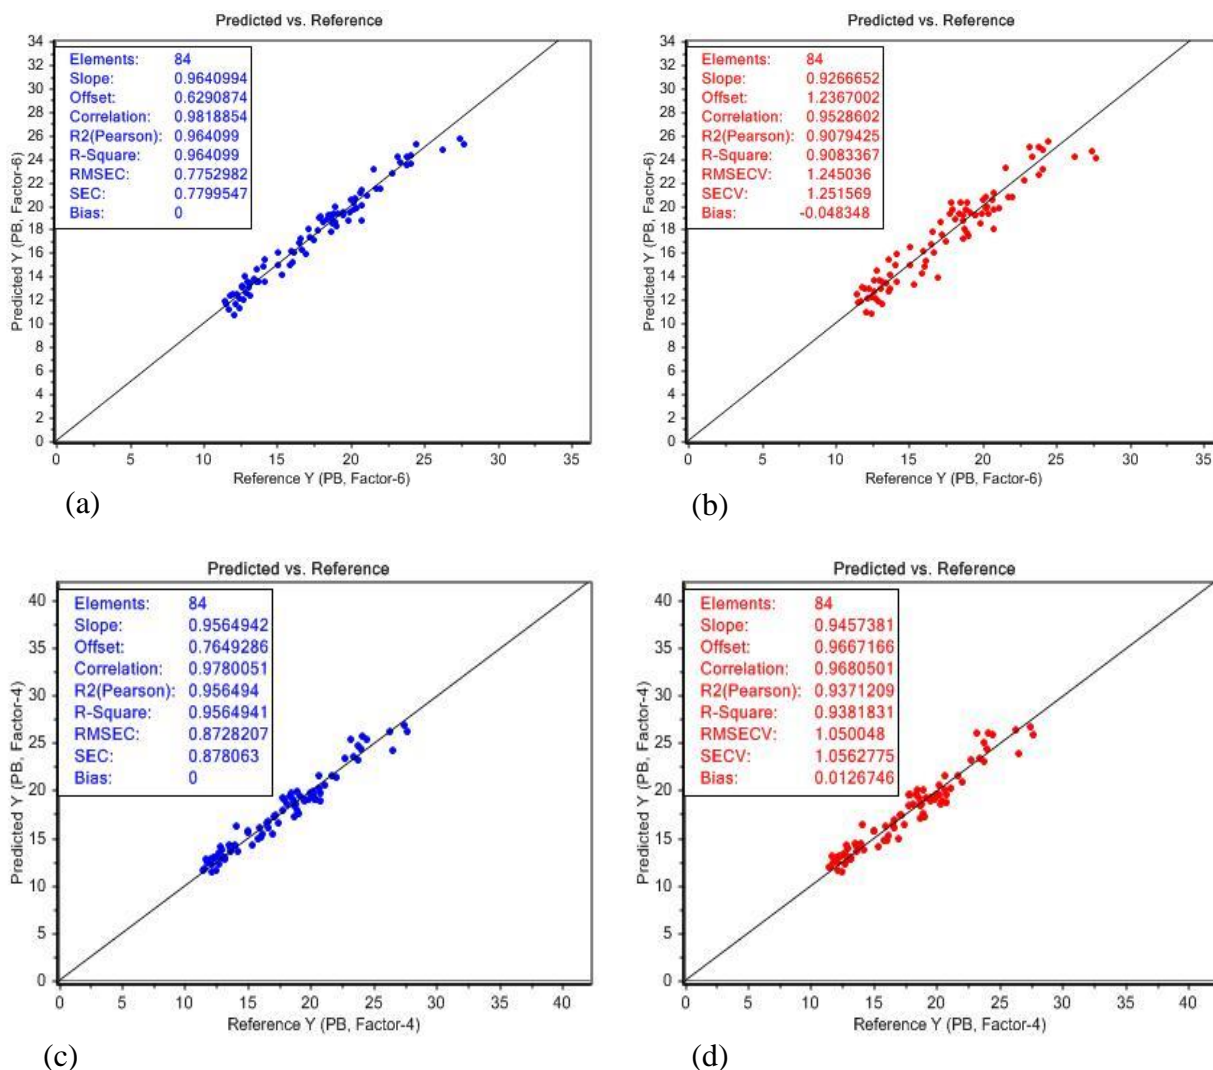 Predicted vs. Reference
Elements: 84
Slope: 0.9640994
Offset: 0.6290874
Correlation: 0.9818854
R2(Pearson): 0.964099
R-Square: 0.964099
RMSEC: 0.7752982
SEC: 0.7799547
Bias: 0
Predicted Y (PB, Factor-6)
34
32
30
28
26
24
22
20
18
16
14
12
10
8
6
4
2
0
0 5 10 15 20 25 30 35
Reference Y (PB, Factor-6)
(a)
Predicted vs. Reference
Elements: 84
Slope: 0.9266652
Offset: 1.2367002
Correlation: 0.9528602
R2(Pearson): 0.9079425
R-Square: 0.9083367
RMSECV: 1.245036
SECV: 1.251569
Bias: -0.048348
Predicted Y (PB, Factor-6)
34
32
30
28
26
24
22
20
18
16
14
12
10
8
6
4
2
0
0 5 10 15 20 25 30 35
Reference Y (PB, Factor-6)
(b)
Predicted vs. Reference
Elements: 84
Slope: 0.9564942
Offset: 0.7649286
Correlation: 0.9780051
R2(Pearson): 0.956494
R-Square: 0.9564941
RMSEC: 0.8728207
SEC: 0.878063
Bias: 0
Predicted Y (PB, Factor-4)
40
35
30
25
20
15
10
5
0
0 5 10 15 20 25 30 35 40
Reference Y (PB, Factor-4)
(c)
Predicted vs. Reference
Elements: 84
Slope: 0.9457381
Offset: 0.9667166
Correlation: 0.9680501
R2(Pearson): 0.9371209
R-Square: 0.9381831
RMSECV: 1.050048
SECV: 1.0562775
Bias: 0.0126746
Predicted Y (PB, Factor-4)
40
35
30
25
20
15
10
5
0
0 5 10 15 20 25 30 35 40
Reference Y (PB, Factor-4)
(d)